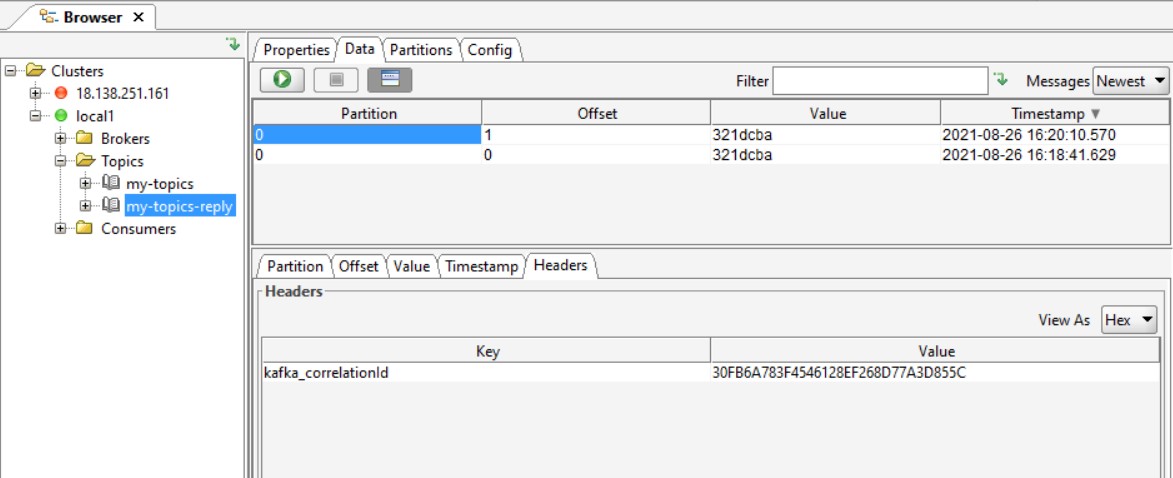 Browser
Properties Data Partitions Config
Filter Messages Newest
Clusters
18.138.251.161
local1
Brokers
Topics
my-topics
my-topics-reply
Consumers
Partition Offset Value Timestamp
0 1 321dcba 2021-08-26 16:20:10.570
0 0 321dcba 2021-08-26 16:18:41.629
Partition Offset Value Timestamp Headers
Headers
View As Hex
Key Value
kafka_correlationId 30FB6A783F4546128EF268D77A3D855C